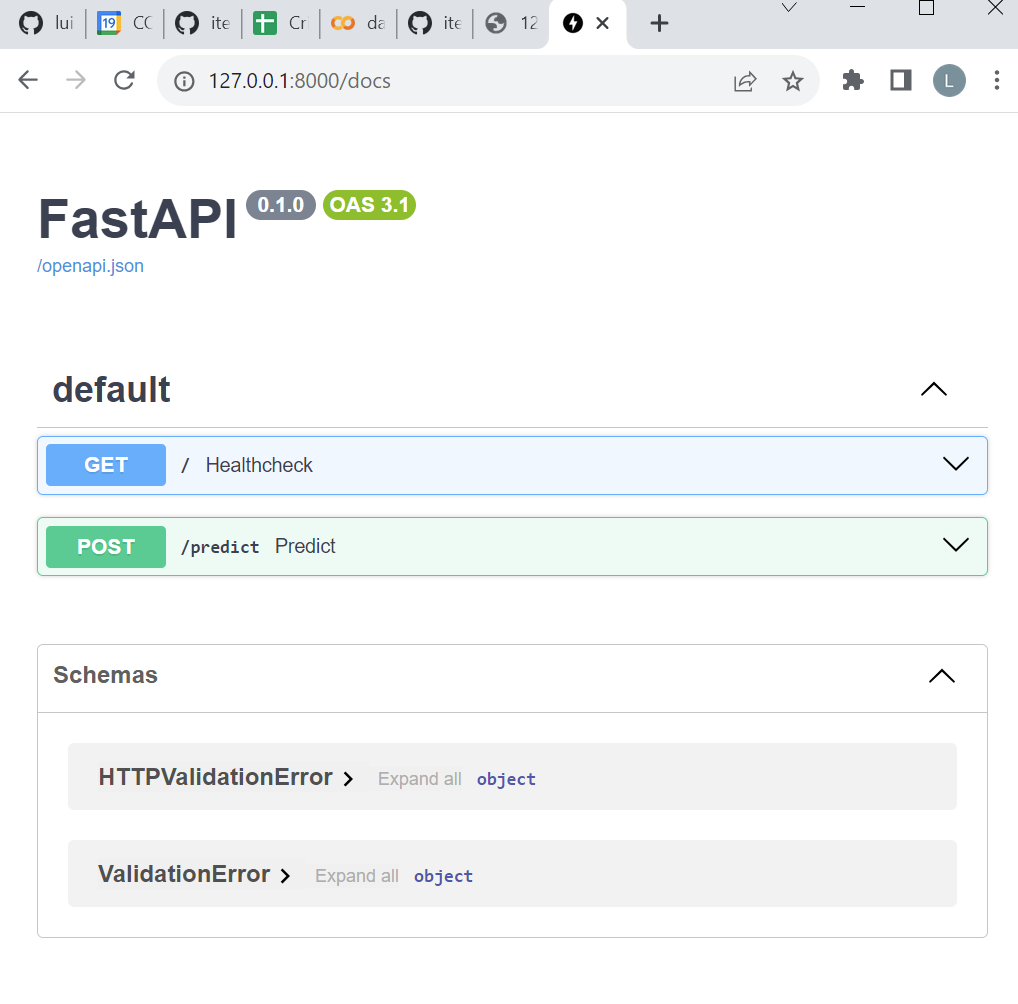 lui 19 CC ite Cri da ite 12
127.0.0.1:8000/docs L
FastAPI 0.1.0 OAS 3.1
/openapi.json
default
GET / Healthcheck
POST /predict Predict
Schemas
HTTPValidationError Expand all object
ValidationError Expand all object